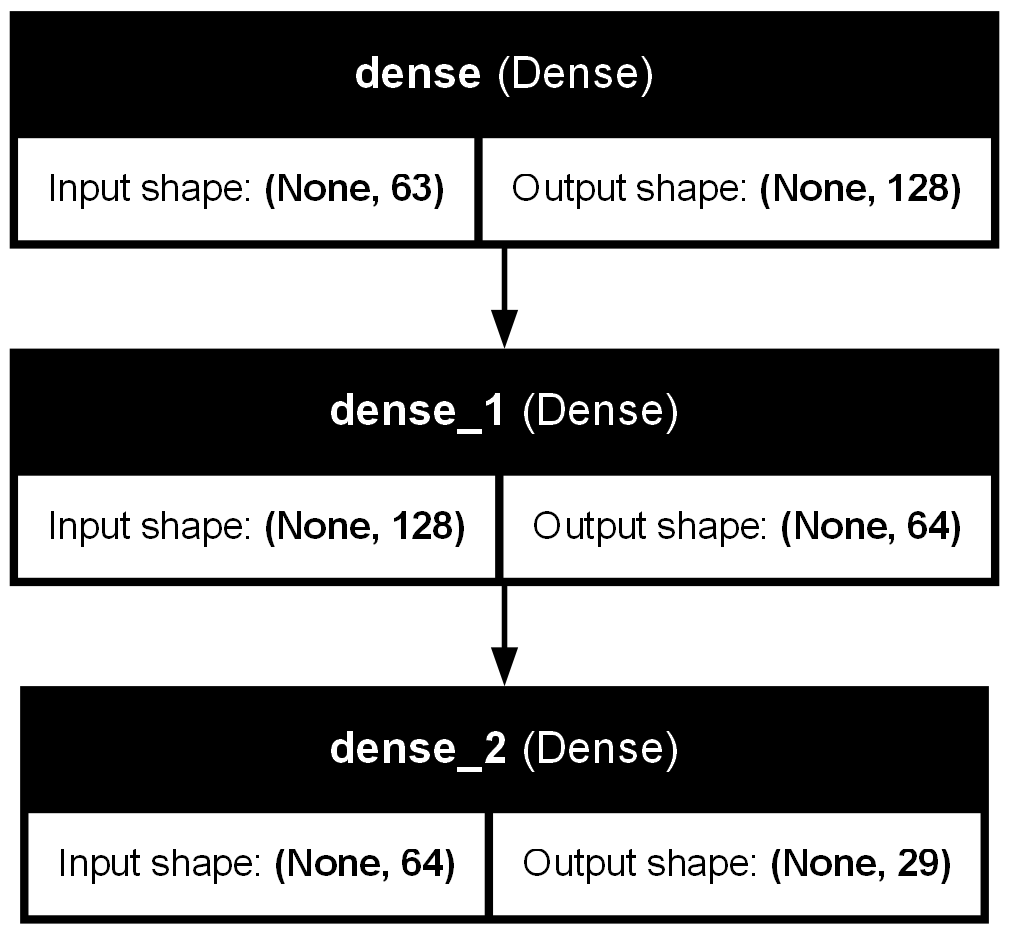 dense (Dense)
Input shape: (None, 63) Output shape: (None, 128)
dense_1 (Dense)
Input shape: (None, 128) Output shape: (None, 64)
dense_2 (Dense)
Input shape: (None, 64) Output shape: (None, 29)